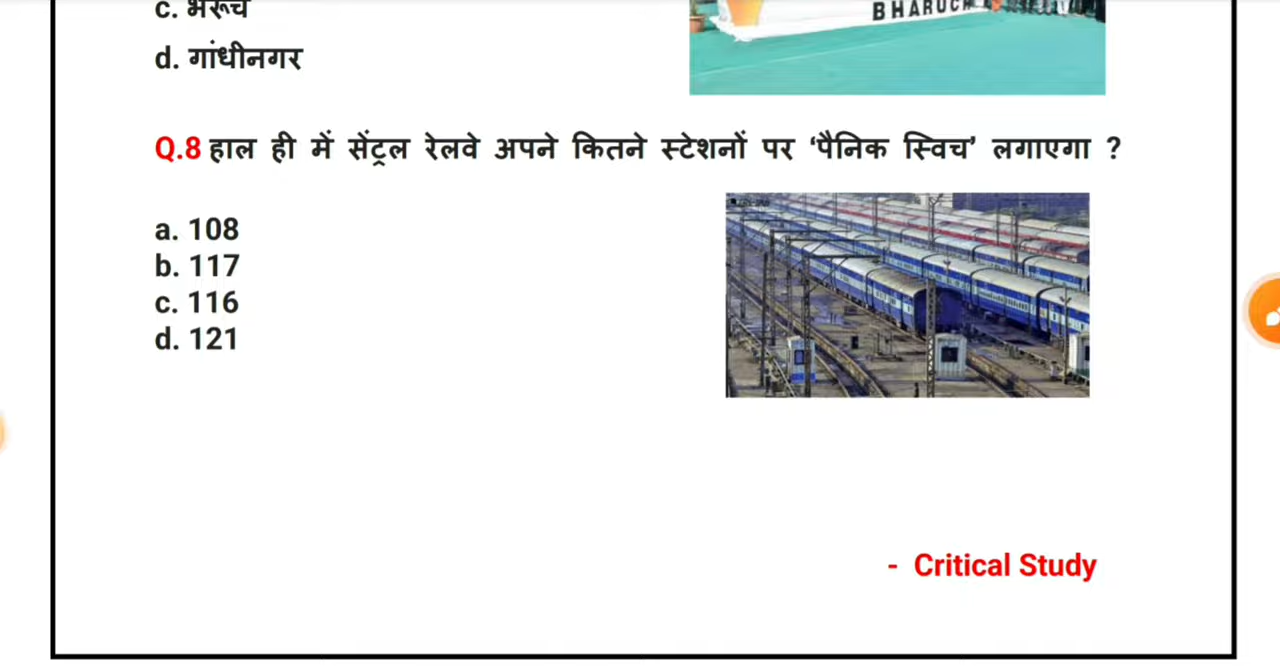 c. भरूच
BHARUCH
d. गांधीनगर
Q.8 हाल ही में सेंट्रल रेलवे अपने कितने स्टेशनों पर ‘पैनिक स्विच’ लगाएगा ?
a. 108
b. 117
c. 116
d. 121
- Critical Study